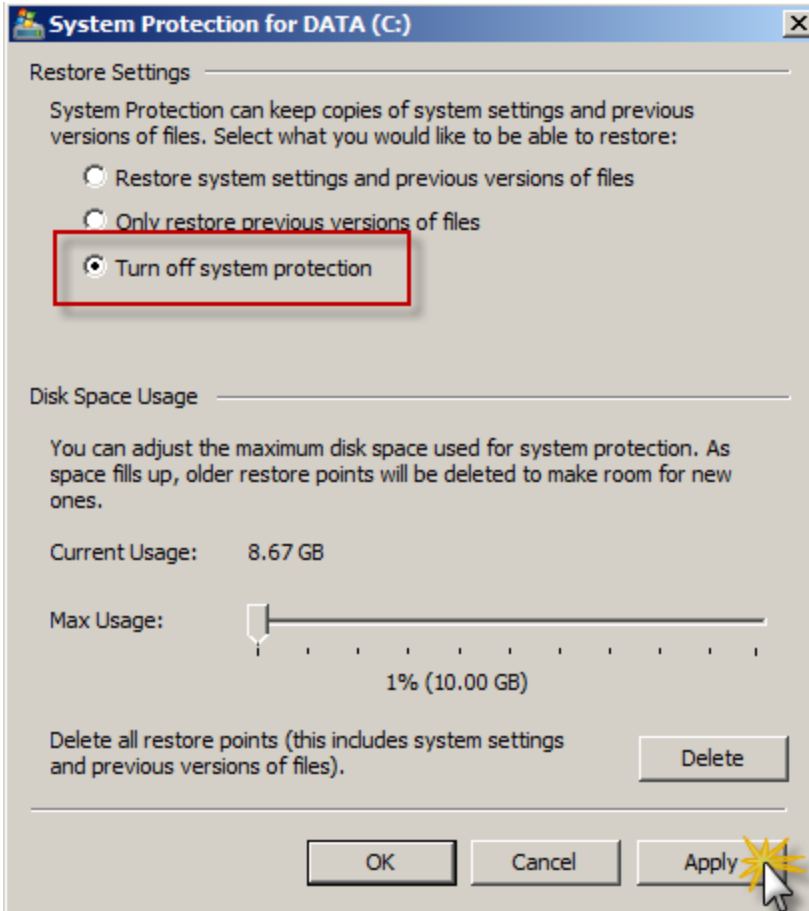 System Protection for DATA (C:)
Restore Settings
System Protection can keep copies of system settings and previous
versions of files. Select what you would like to be able to restore:
Restore system settings and previous versions of files
Only restore previous versions of files
Turn off system protection
Disk Space Usage
You can adjust the maximum disk space used for system protection. As
space fills up, older restore points will be deleted to make room for new
ones.
Current Usage: 8.67 GB
Max Usage:
1% (10.00 GB)
Delete all restore points (this includes system settings
and previous versions of files).
Delete
OK Cancel Apply